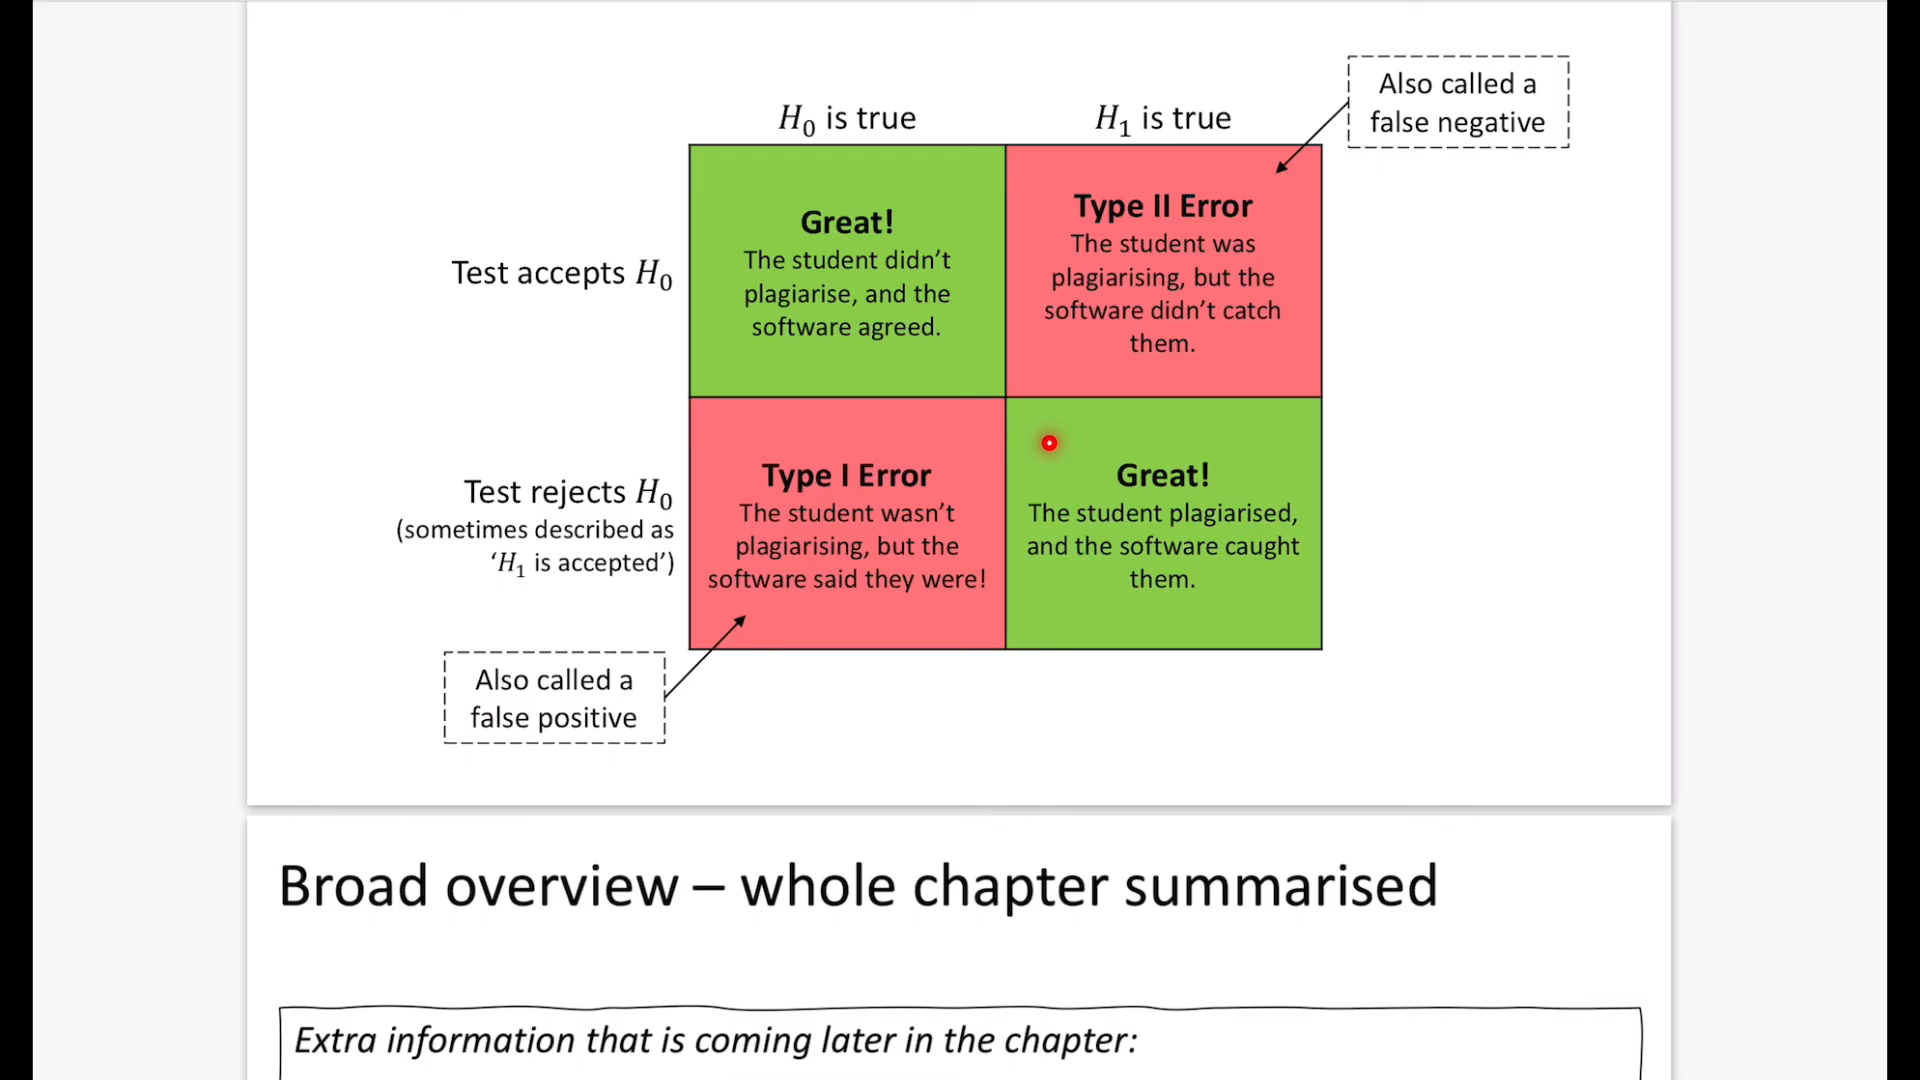 Also called a
false negative
H₀ is true
H₁ is true
Test accepts H₀
Great!
The student didn’t
plagiarise, and the
software agreed.
Type II Error
The student was
plagiarising, but the
software didn’t catch
them.
Test rejects H₀
(sometimes described as
‘H₁ is accepted’)
Type I Error
The student wasn’t
plagiarising, but the
software said they were!
Great!
The student plagiarised,
and the software caught
them.
Also called a
false positive
Broad overview – whole chapter summarised
Extra information that is coming later in the chapter: